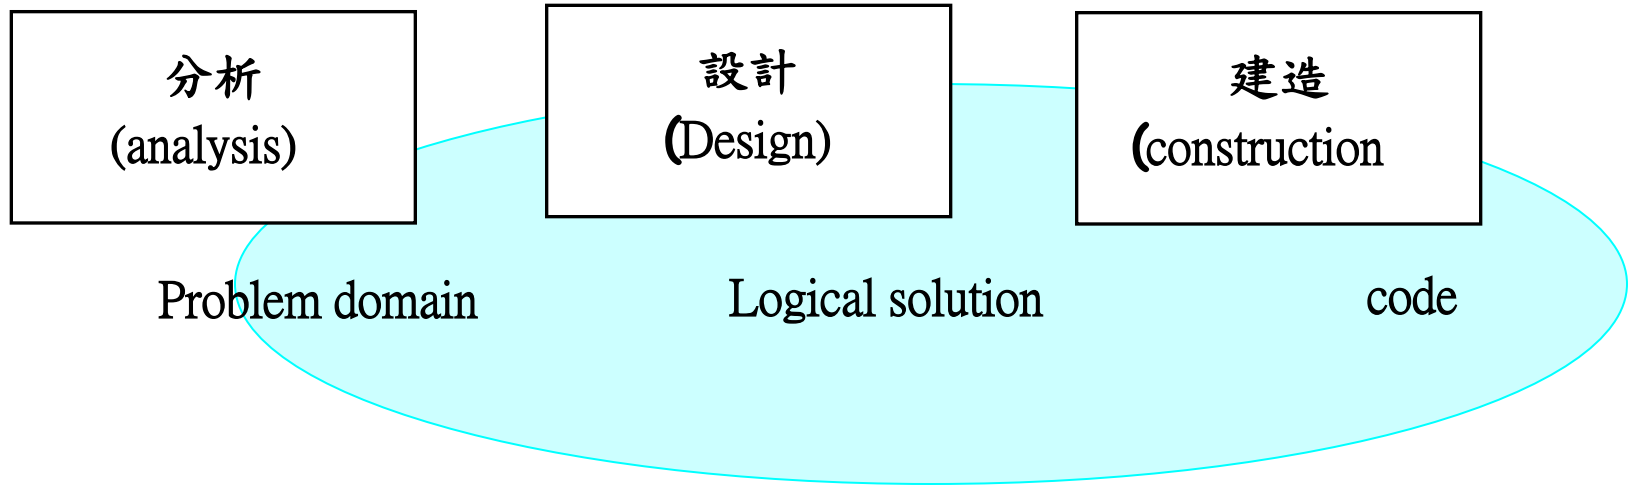 分析
(analysis)
設計
(Design)
建造
(construction
Problem domain
Logical solution
code